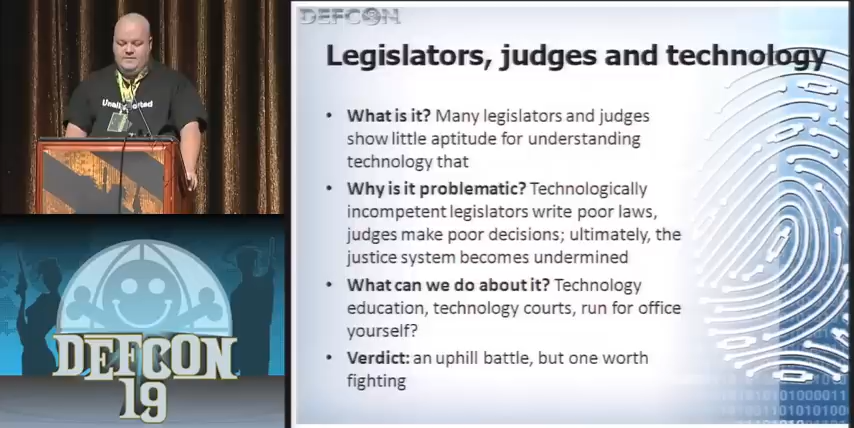 DEFCON
Legislators, judges and technology
• What is it? Many legislators and judges
show little aptitude for understanding
technology that
• Why is it problematic? Technologically
incompetent legislators write poor laws,
judges make poor decisions; ultimately, the
justice system becomes undermined
• What can we do about it? Technology
education, technology courts, run for office
yourself?
• Verdict: an uphill battle, but one worth
fighting
DEFCON
19